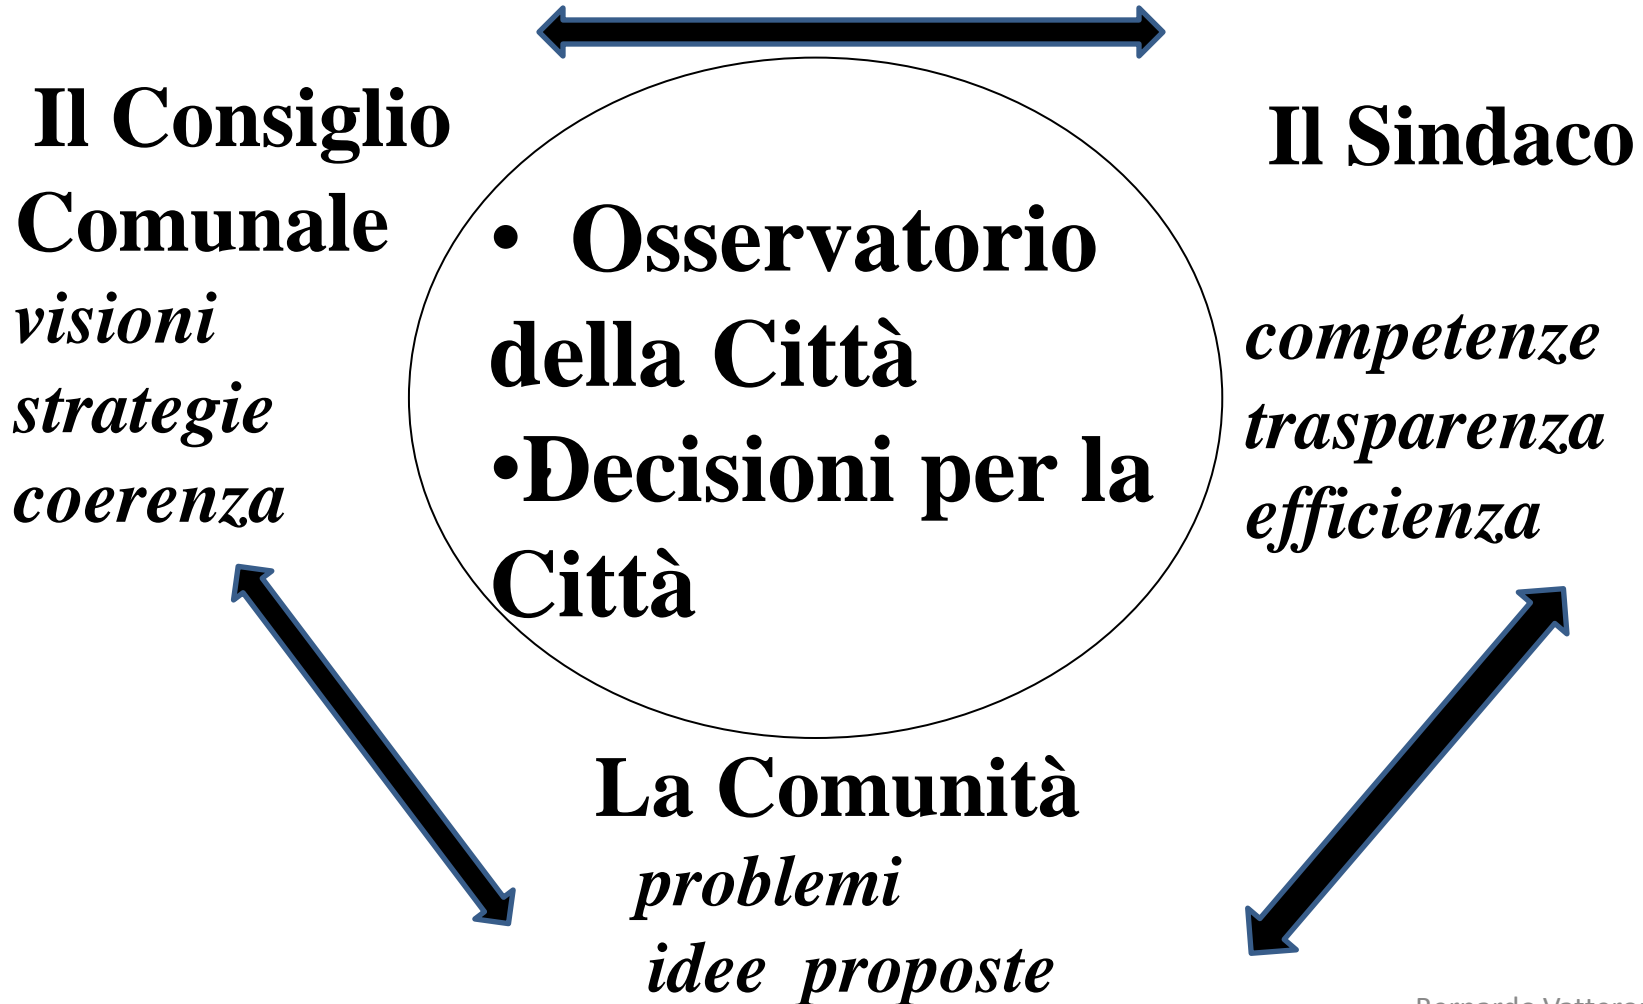 Il Consiglio
Comunale
visioni
strategie
coerenza
• Osservatorio
della Città
•Decisioni per la
Città
Il Sindaco
competenze
trasparenza
efficienza
La Comunità
problemi
idee proposte
Bernardo